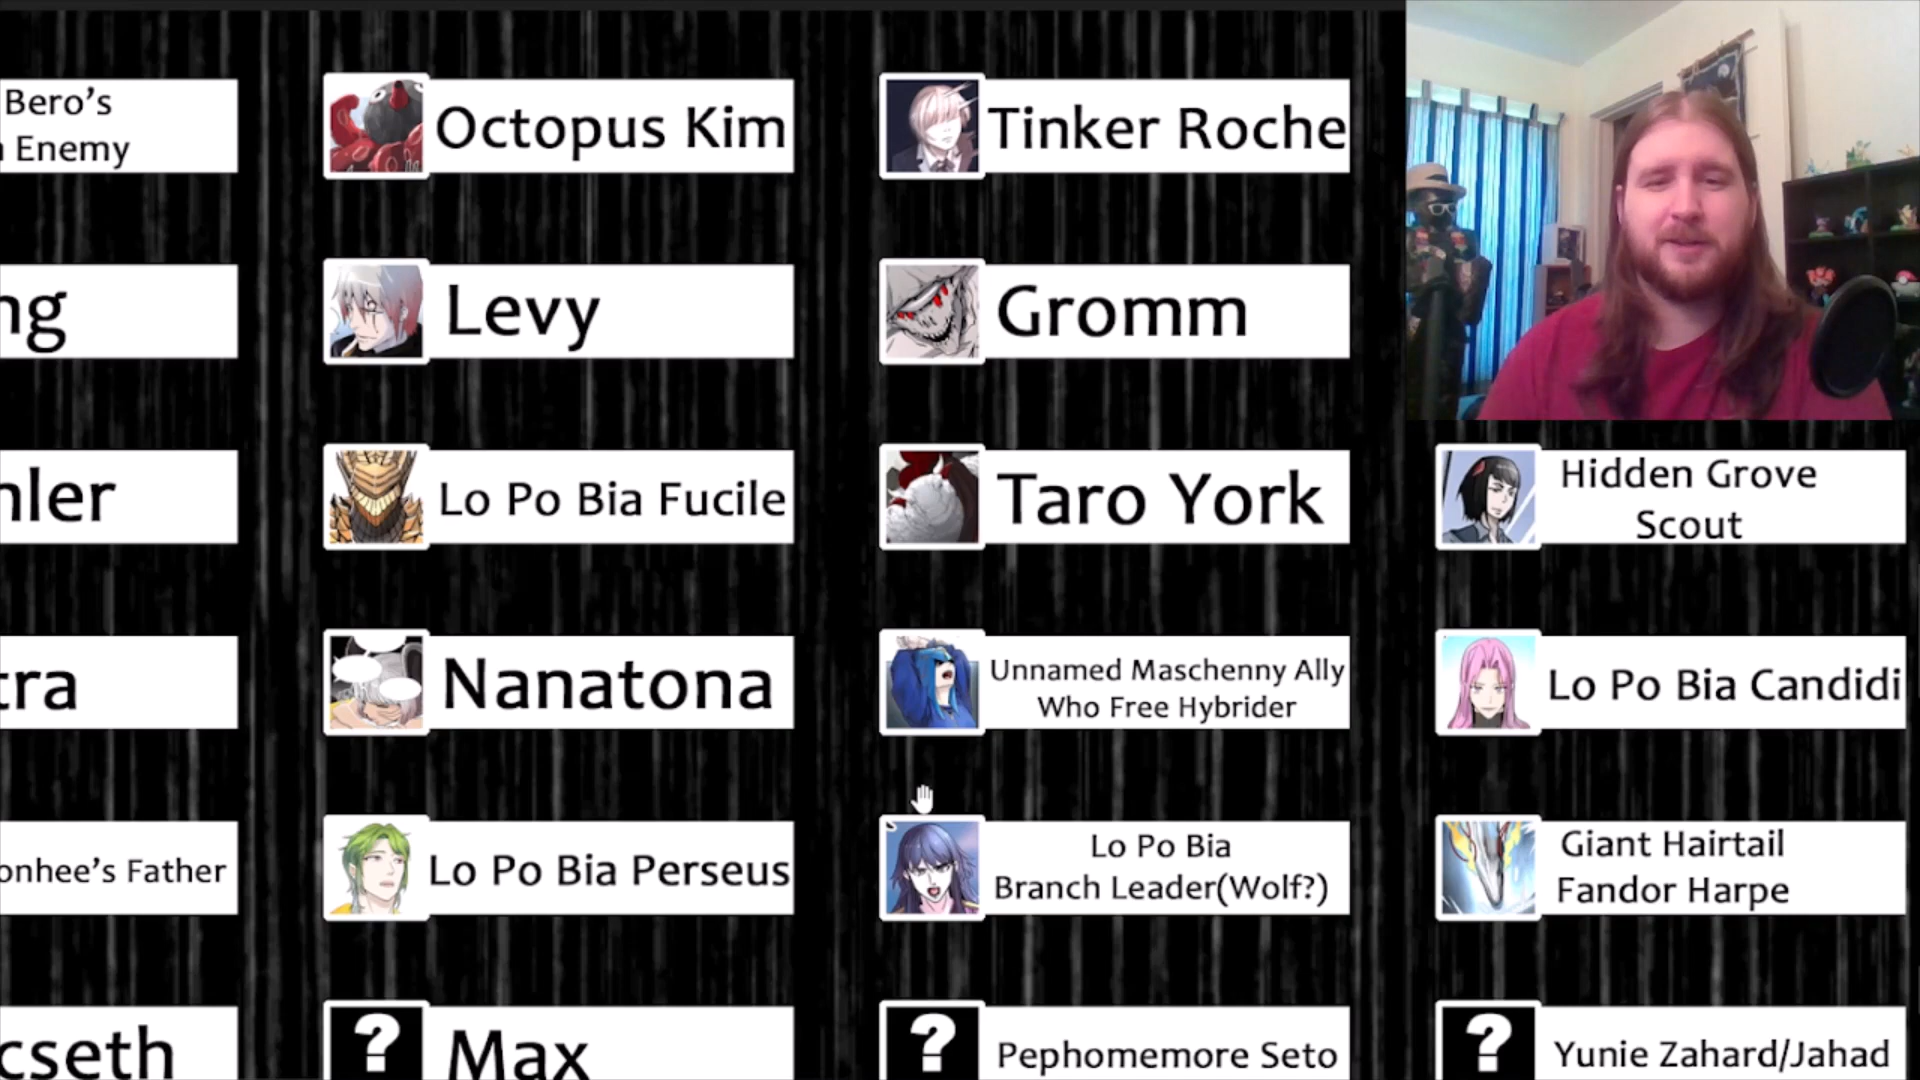 Bero's
Enemy
Octopus Kim
Tinker Roche
ng
Levy
Gromm
nler
Lo Po Bia Fucile
Taro York
Hidden Grove
Scout
tra
Nanatona
Unnamed Maschenny Ally
Who Free Hybrider
Lo Po Bia Candidi
onhee's Father
Lo Po Bia Perseus
Lo Po Bia
Branch Leader(Wolf?)
Giant Hairtail
Fandor Harpe
cseth
?
Max
?
Pephomemore Seto
?
Yunie Zahard/Jahad